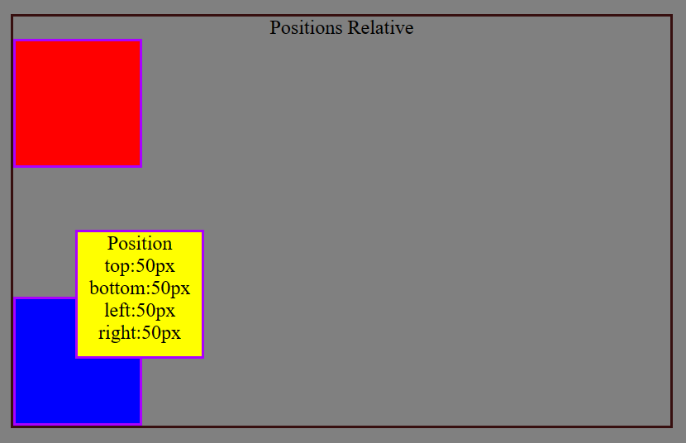 Positions Relative
Position
top:50px
bottom:50px
left:50px
right:50px